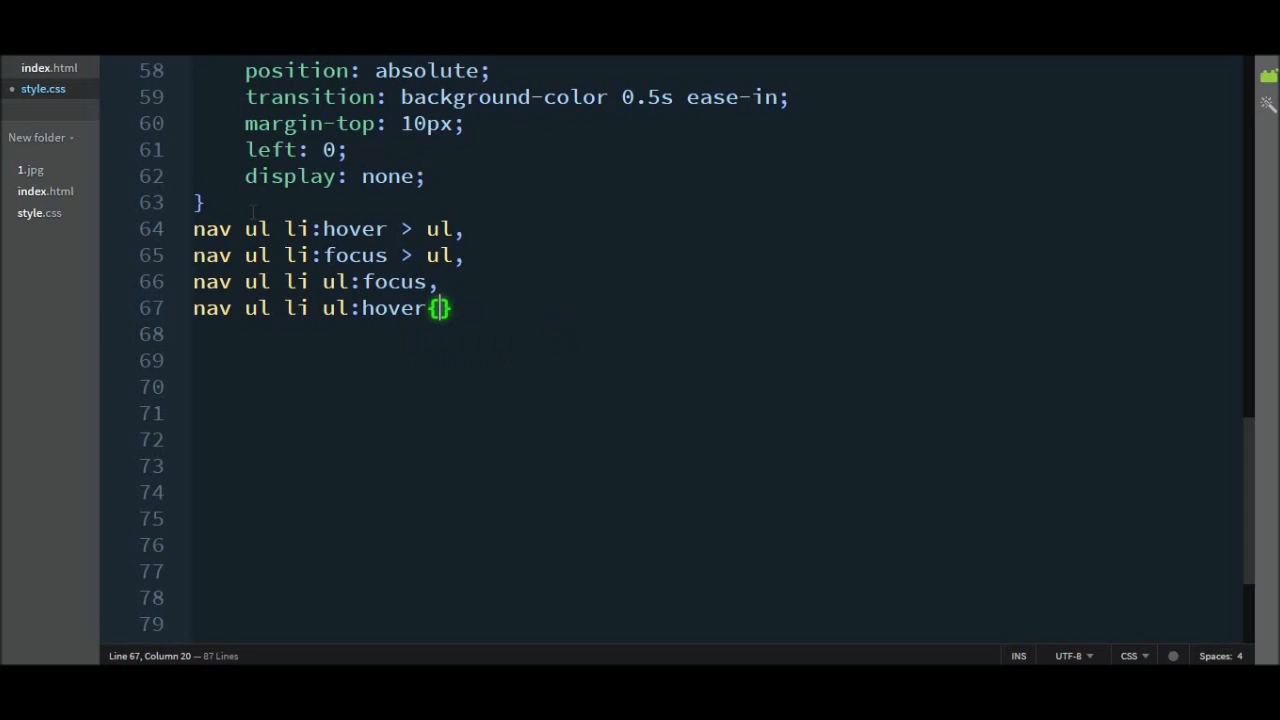 index.html
style.css
New folder
1.jpg
index.html
style.css
58 position: absolute;
59 transition: background-color 0.5s ease-in;
60 margin-top: 10px;
61 left: 0;
62 display: none;
63 }
64 nav ul li:hover > ul,
65 nav ul li:focus > ul,
66 nav ul li ul:focus,
67 nav ul li ul:hover{}
68
69
70
71
72
73
74
75
76
77
78
79
Line 67, Column 20 — 87 Lines INS UTF-8 CSS Spaces: 4